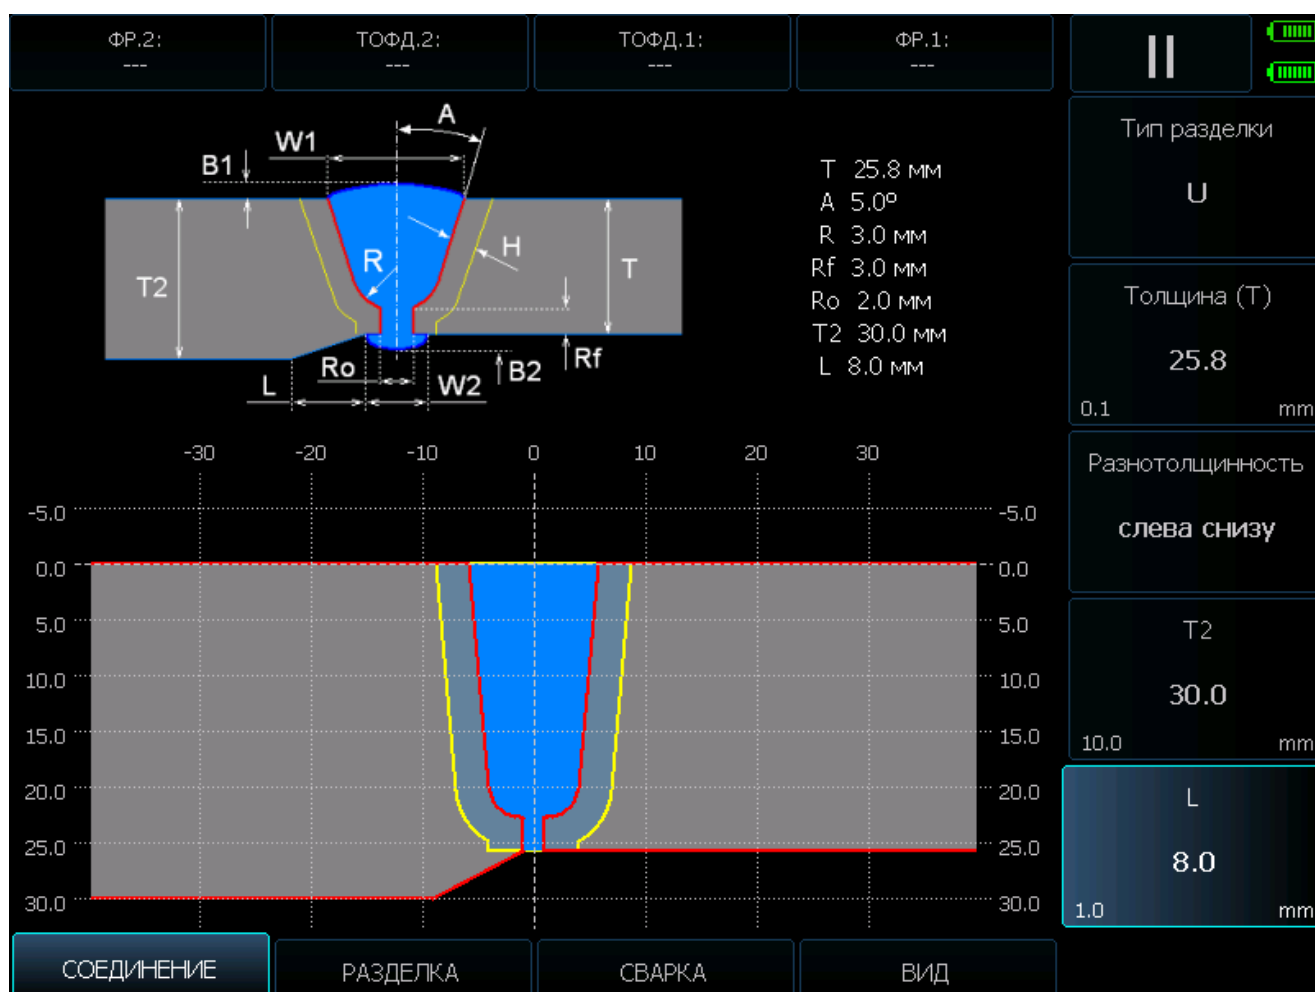 ФР.2:
---
ТОФД.2:
---
ТОФД.1:
---
ФР.1:
---
Тип разделки
U
Толщина (T)
25.8
0.1 mm
Разнотолщинность
слева снизу
T2
30.0
10.0 mm
L
8.0
1.0 mm
A
W1
B1
R
H
T2
T
Ro
Rf
B2
L
W2
T 25.8 мм
A 5.0º
R 3.0 мм
Rf 3.0 мм
Ro 2.0 мм
T2 30.0 мм
L 8.0 мм
-30 -20 -10 0 10 20 30
-5.0 -5.0
0.0 0.0
5.0 5.0
10.0 10.0
15.0 15.0
20.0 20.0
25.0 25.0
30.0 30.0
СОЕДИНЕНИЕ
РАЗДЕЛКА
СВАРКА
ВИД